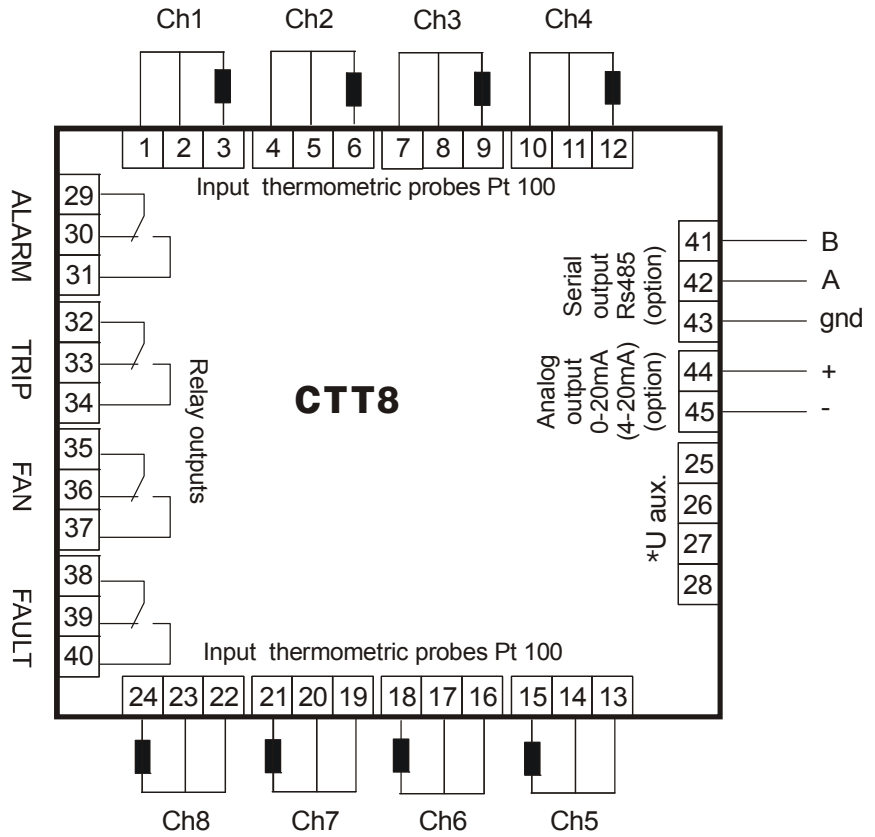 Ch1 Ch2 Ch3 Ch4
1 2 3 4 5 6 7 8 9 10 11 12
Input thermometric probes Pt 100
ALARM
29
30
31
TRIP
32
33
34
FAN
35
36
37
FAULT
38
39
40
Relay outputs
CTT8
Serial
output
Rs485
(option)
41 B
42 A
43 gnd
Analog
output
0-20mA
(4-20mA)
(option)
44 +
45 -
*U aux.
25
26
27
28
Input thermometric probes Pt 100
24 23 22 21 20 19 18 17 16 15 14 13
Ch8 Ch7 Ch6 Ch5